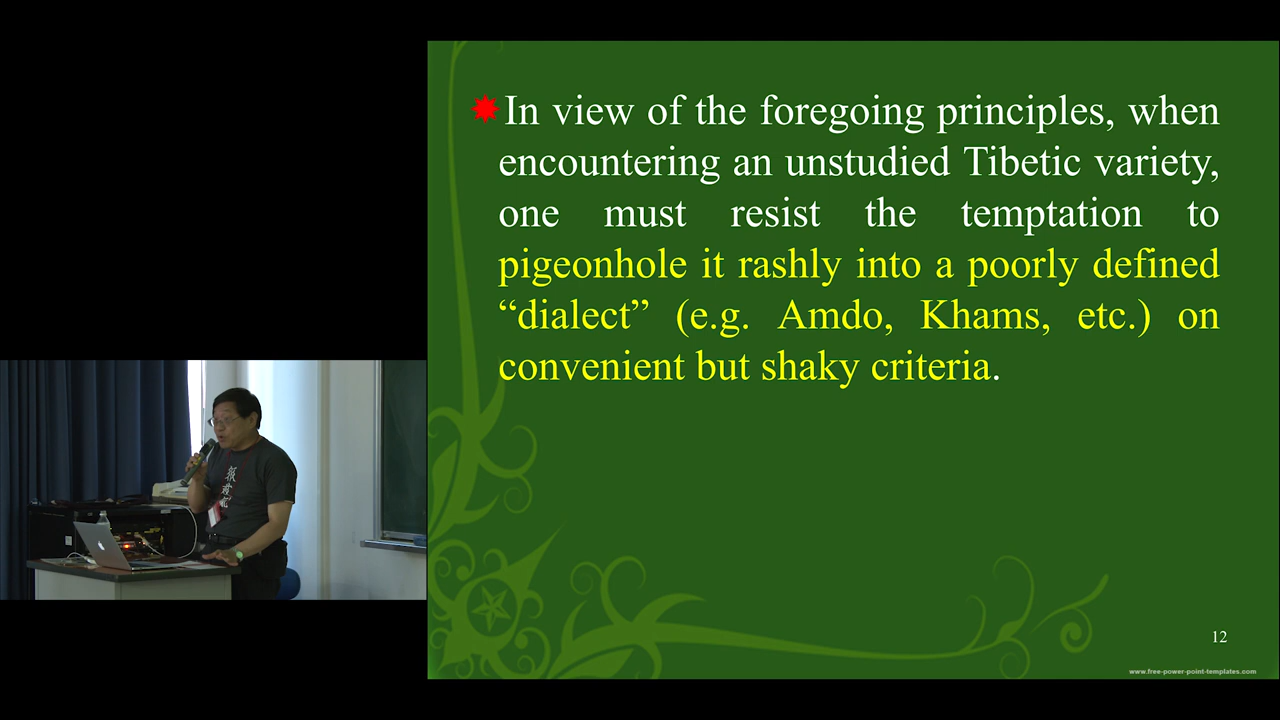 In view of the foregoing principles, when
encountering an unstudied Tibetic variety,
one must resist the temptation to
pigeonhole it rashly into a poorly defined
“dialect” (e.g. Amdo, Khams, etc.) on
convenient but shaky criteria.
12
www.free-power-point-templates.com